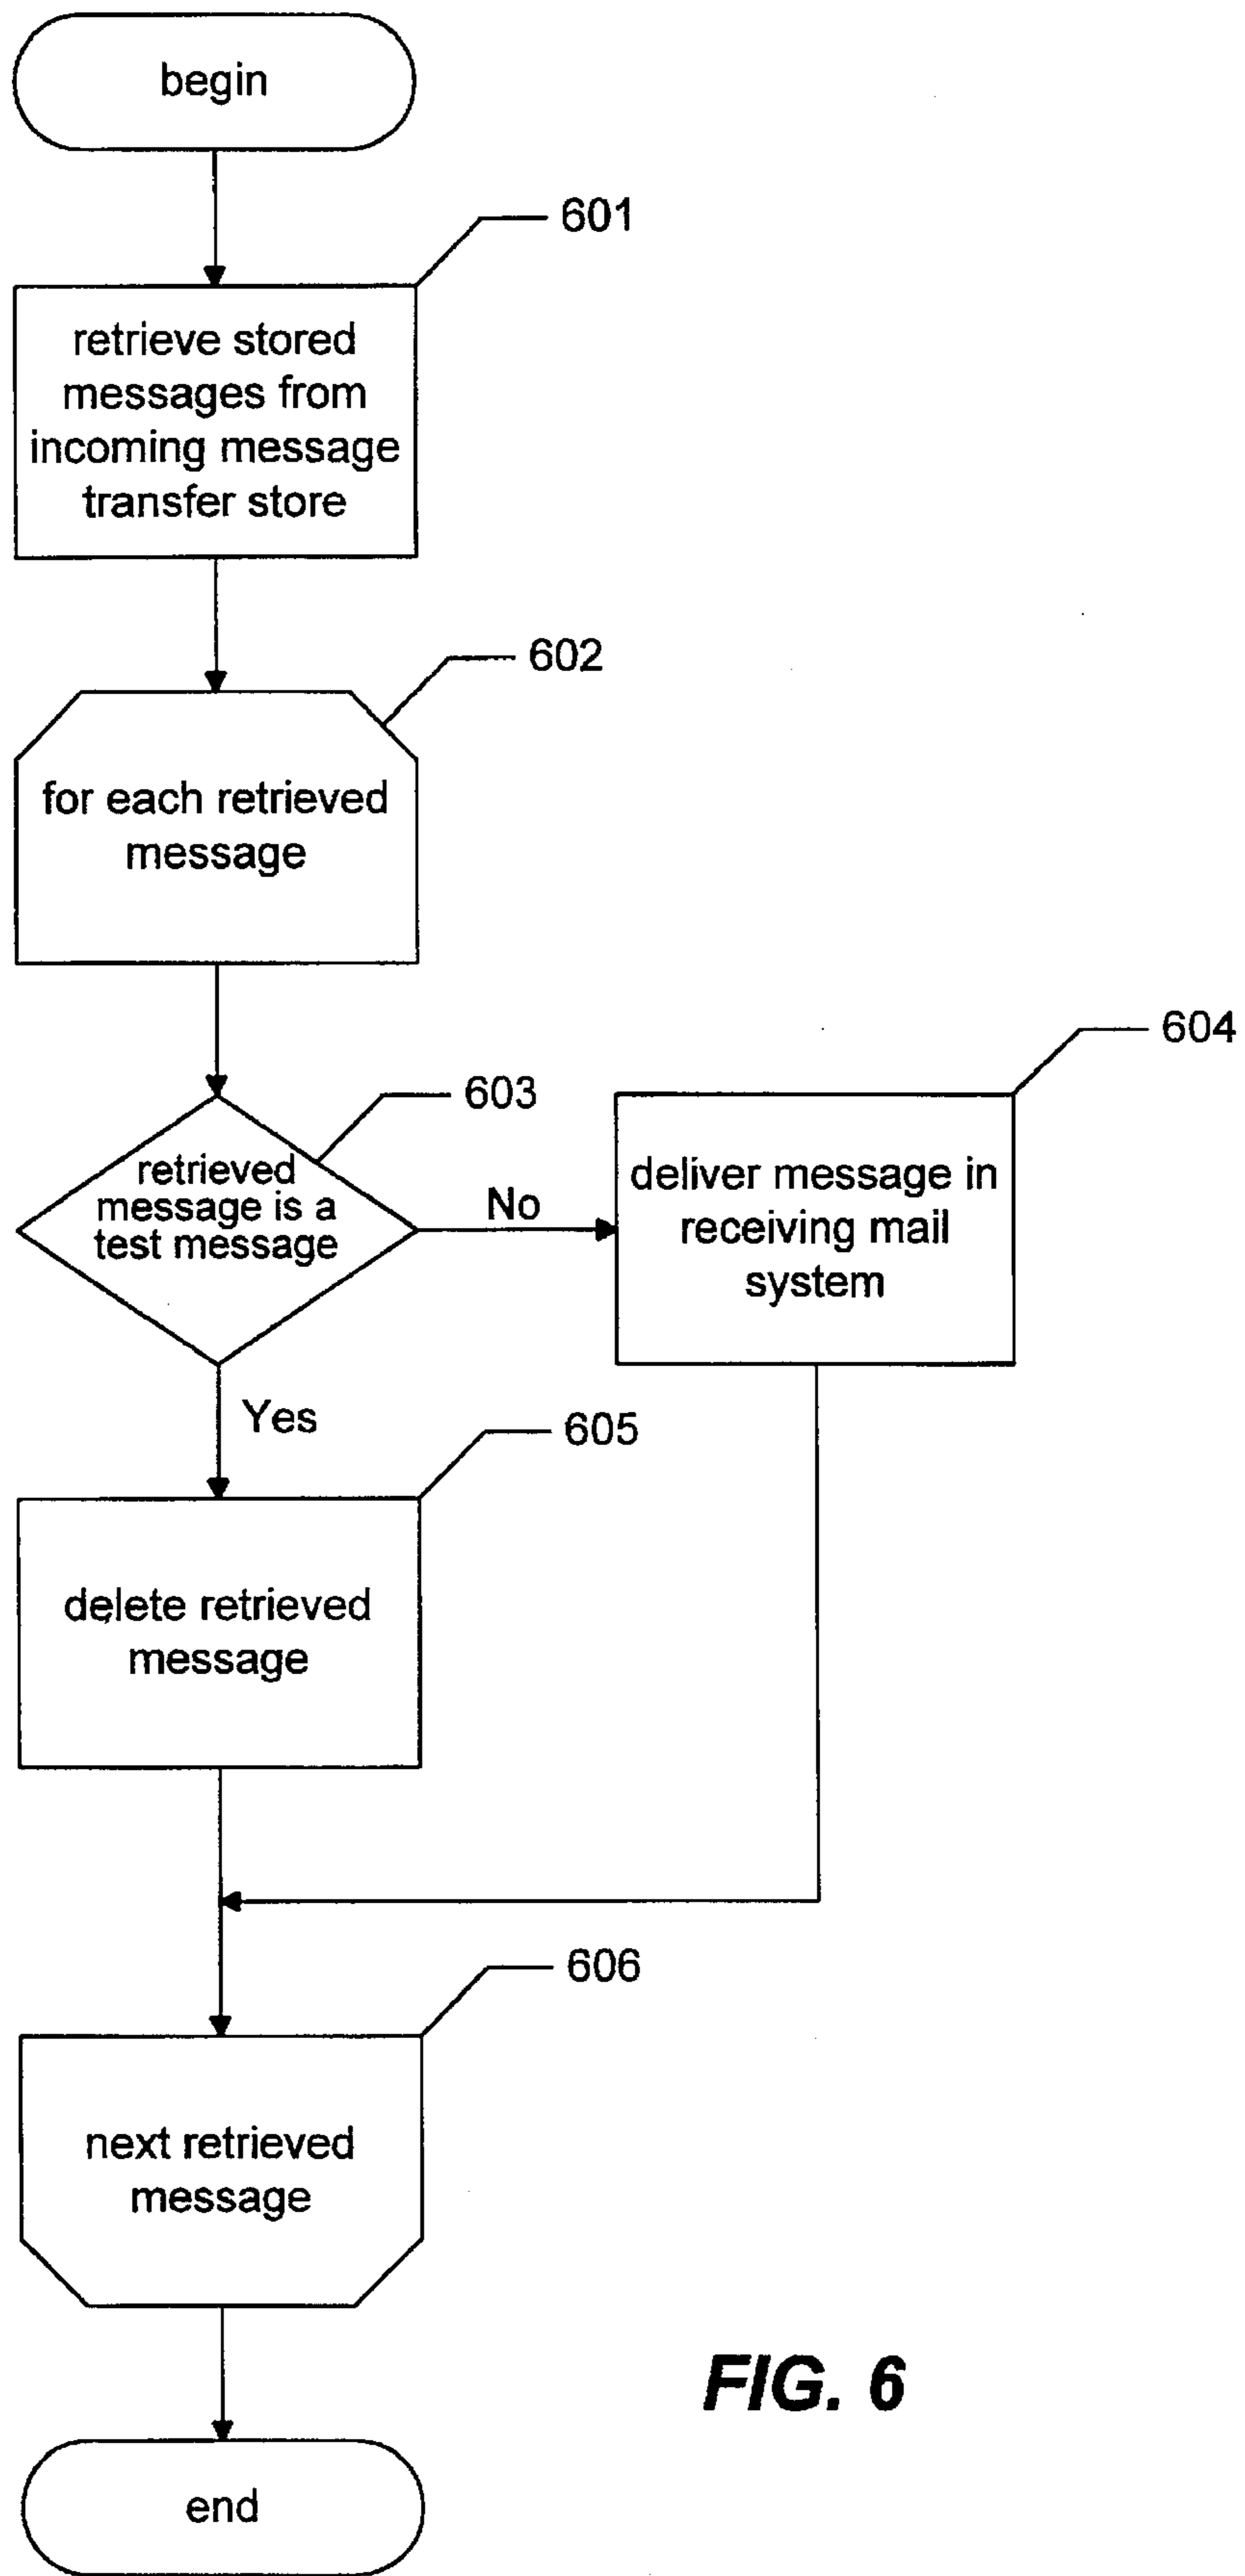 begin
601
retrieve stored
messages from
incoming message
transfer store
602
for each retrieved
message
603
retrieved
message is a
test message
No
604
deliver message in
receiving mail
system
Yes
605
delete retrieved
message
606
next retrieved
message
FIG. 6
end